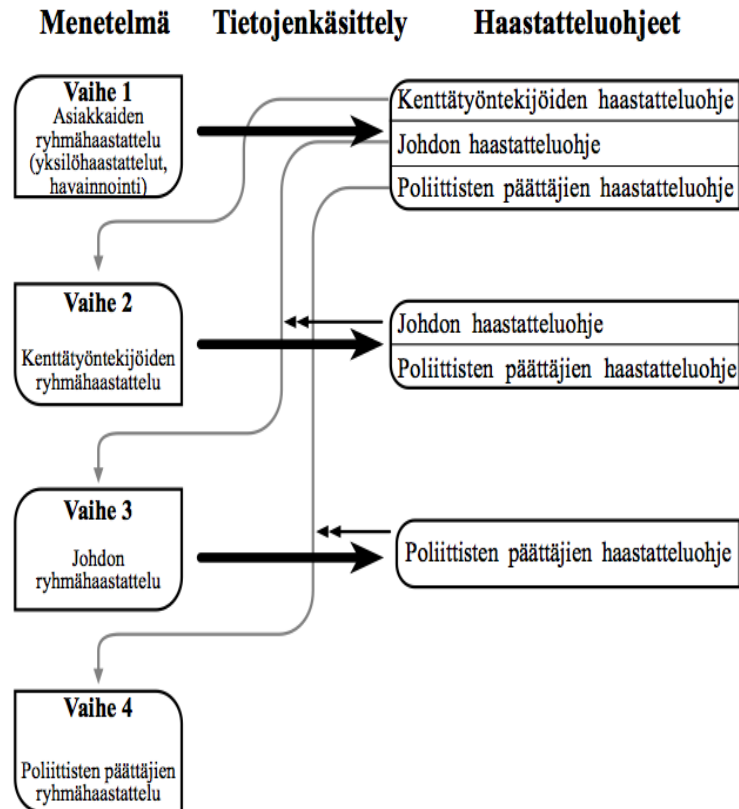 Menetelmä Tietojenkäsittely Haastatteluohjeet
Vaihe 1
Asiakkaiden
ryhmähaastattelu
(yksilöhaastattelut,
havainnointi)
Kenttätyöntekijöiden haastatteluohje
Johdon haastatteluohje
Poliittisten päättäjien haastatteluohje
Vaihe 2
Kenttätyöntekijöiden
ryhmähaastattelu
Johdon haastatteluohje
Poliittisten päättäjien haastatteluohje
Vaihe 3
Johdon
ryhmähaastattelu
Poliittisten päättäjien haastatteluohje
Vaihe 4
Poliittisten päättäjien
ryhmähaastattelu